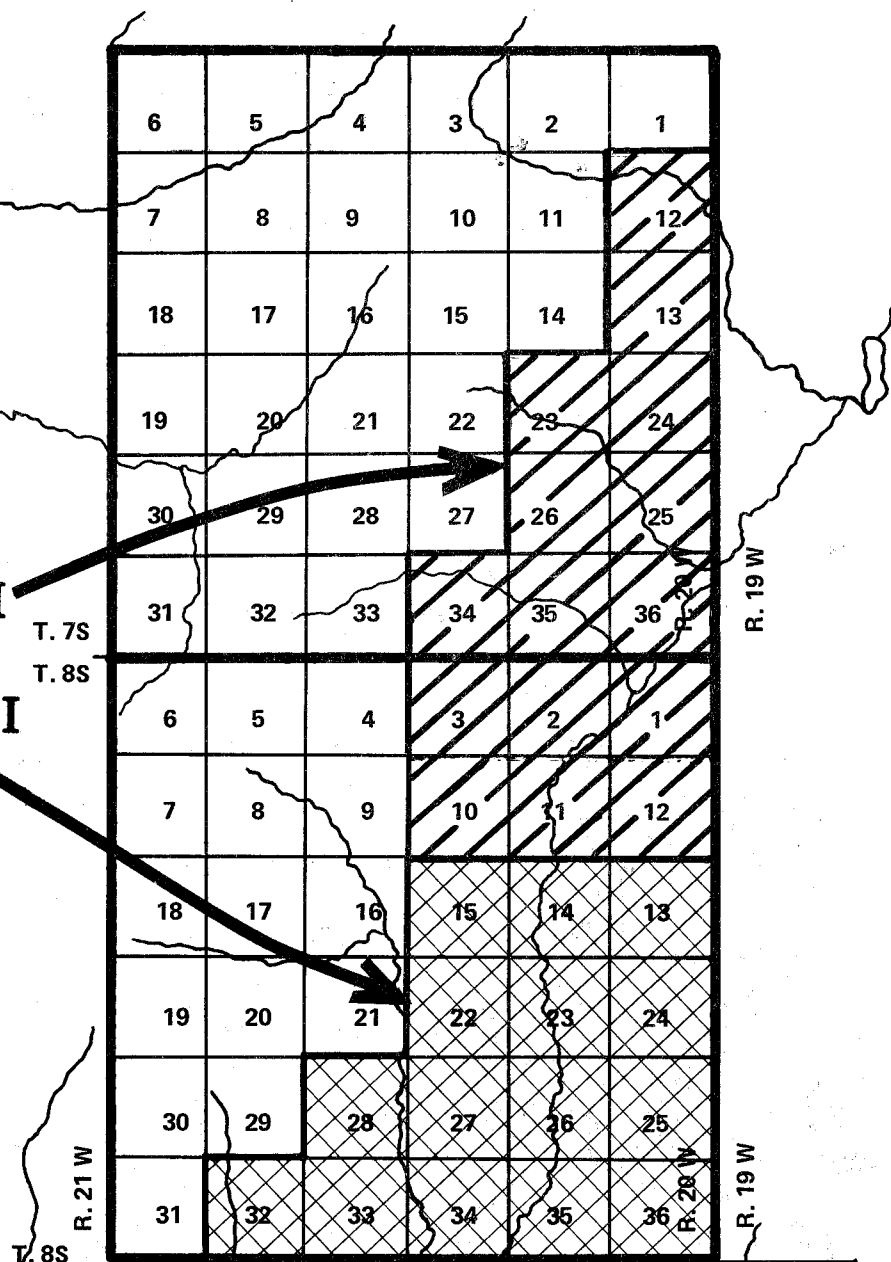 6 5 4 3 2 1
7 8 9 10 11 12
18 17 16 15 14 13
19 20 21 22 23 24
30 29 28 27 26 25
R. 20 W R. 19 W
I
31 32 33 34 35 36
T. 7S
T. 8S
I
6 5 4 3 2 1
7 8 9 10 11 12
18 17 16 15 14 13
19 20 21 22 23 24
30 29 28 27 26 25
R. 21 W R. 20 W R. 19 W
31 32 33 34 35 36
T. 8S